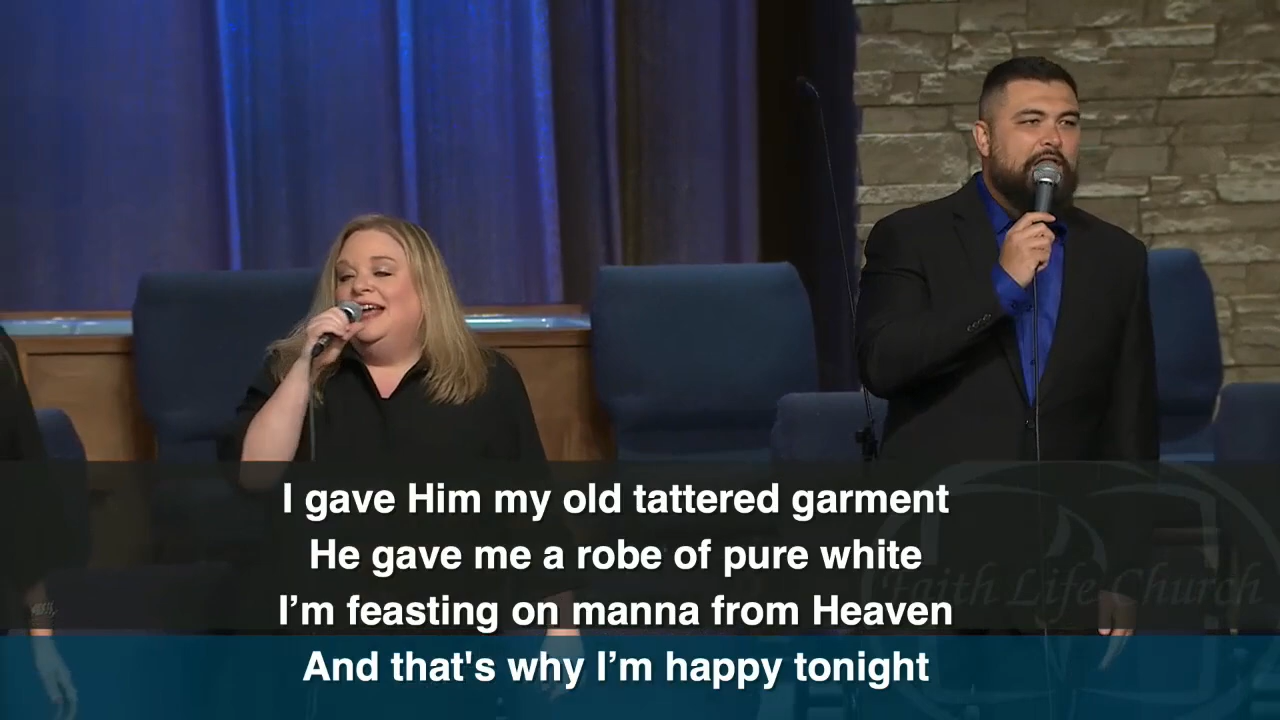 I gave Him my old tattered garment
He gave me a robe of pure white
I’m feasting on manna from Heaven
And that's why I’m happy tonight
Faith Life Church